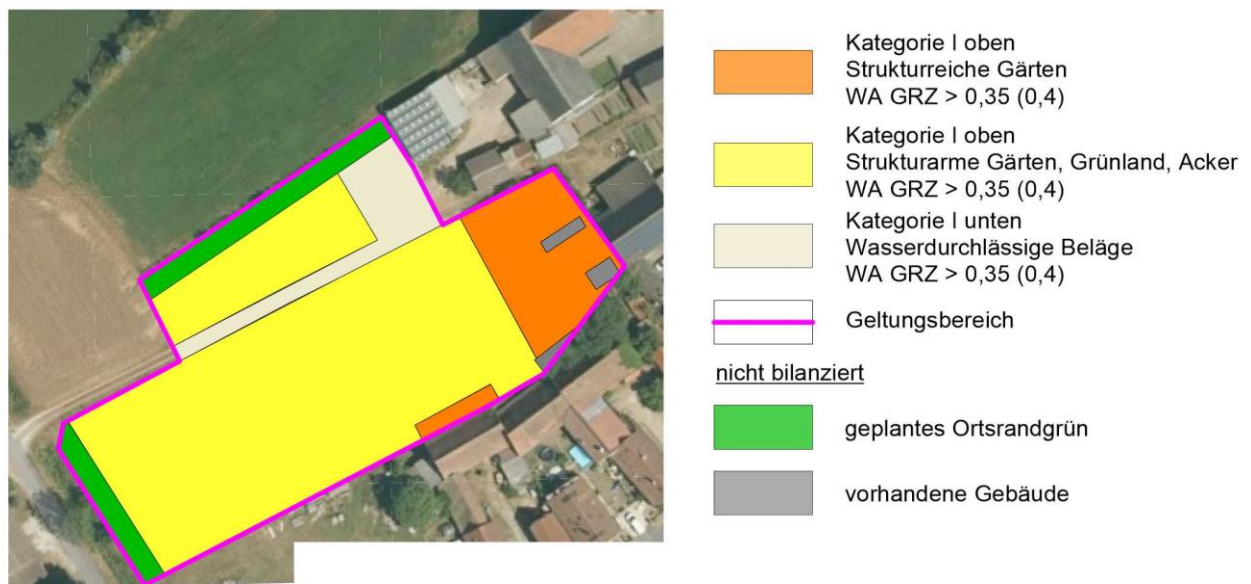 Kategorie I oben
Strukturreiche Gärten
WA GRZ > 0,35 (0,4)
Kategorie I oben
Strukturarme Gärten, Grünland, Acker
WA GRZ > 0,35 (0,4)
Kategorie I unten
Wasserdurchlässige Beläge
WA GRZ > 0,35 (0,4)
Geltungsbereich
nicht bilanziert
geplantes Ortsrandgrün
vorhandene Gebäude